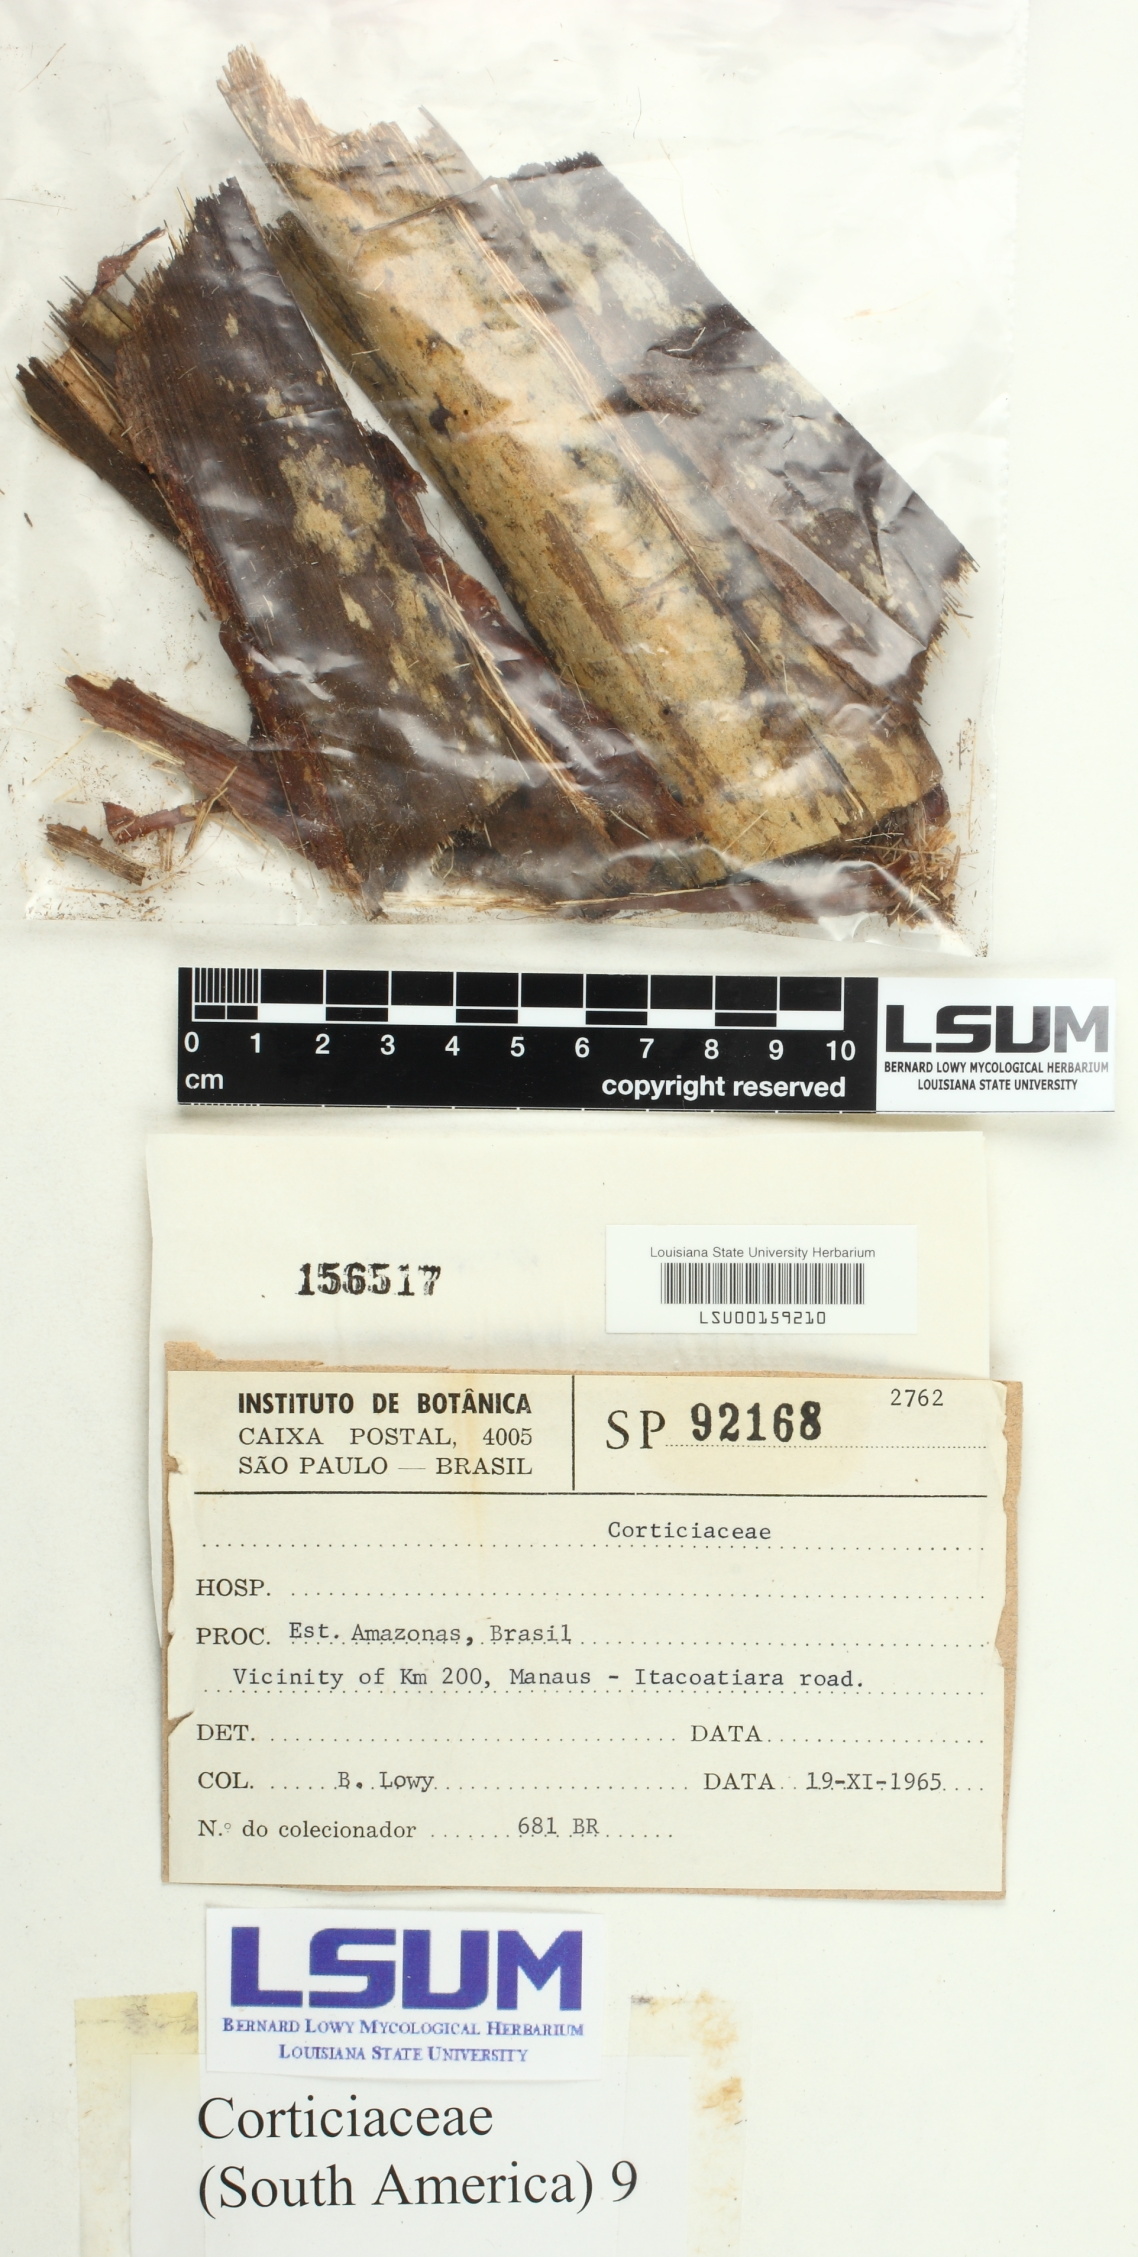 0 1 2 3 4 5 6 7 8 9 10
cm
copyright reserved
LSUM
BERNARD LOWY MYCOLOGICAL HERBARIUM
LOUISIANA STATE UNIVERSITY
156517
Louisiana State University Herbarium
LSU00159210
INSTITUTO DE BOTÂNICA
CAIXA POSTAL, 4005
SÃO PAULO — BRASIL
SP 92168
2762
Corticiaceae
HOSP.
PROC. Est. Amazonas, Brasil
Vicinity of Km 200, Manaus - Itacoatiara road.
DET. DATA
COL. B. Lowy DATA 19-XI-1965
N.º do colecionador 681 BR
LSUM
BERNARD LOWY MYCOLOGICAL HERBARIUM
LOUISIANA STATE UNIVERSITY
Corticiaceae
(South America) 9